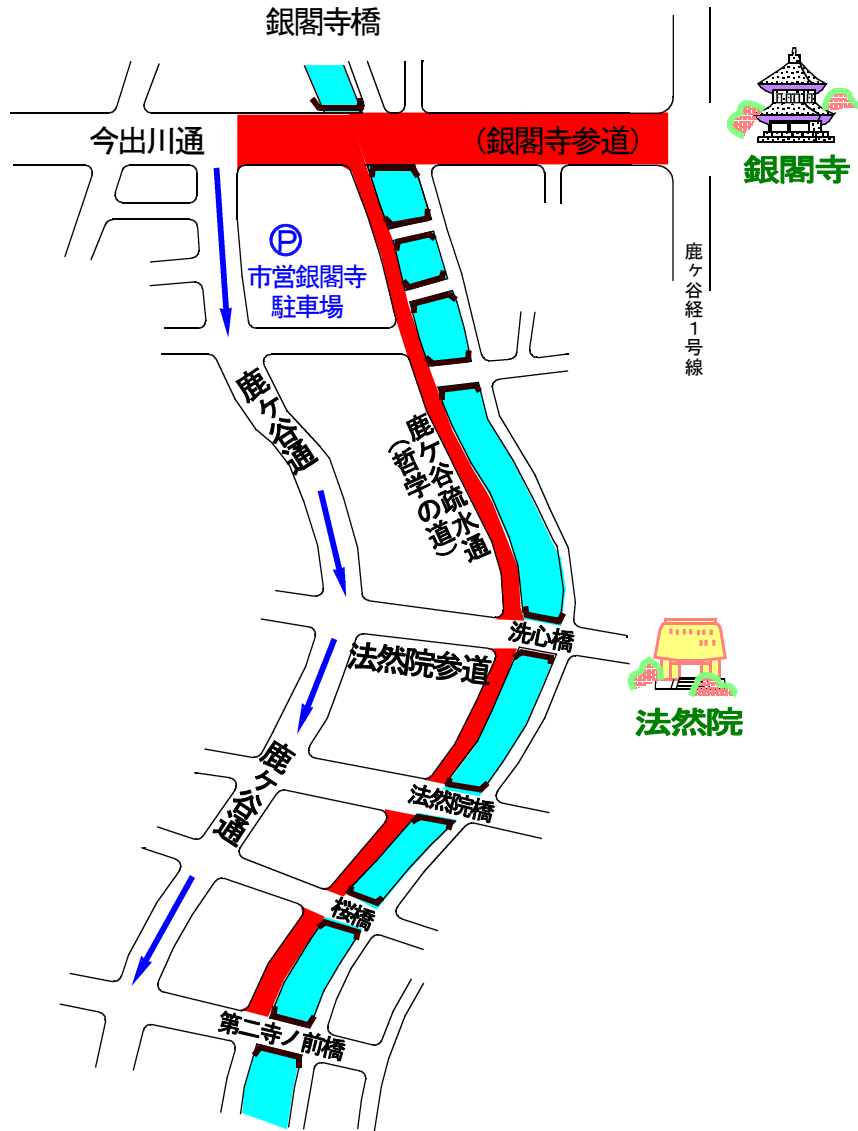 銀閣寺橋
今出川通
(銀閣寺参道)
銀閣寺
Ⓟ
市営銀閣寺
駐車場
鹿ヶ谷経1号線
鹿ヶ谷通
鹿ケ谷疏水通
(哲学の道)
洗心橋
法然院参道
法然院
鹿ヶ谷通
法然院橋
桜橋
第二寺ノ前橋